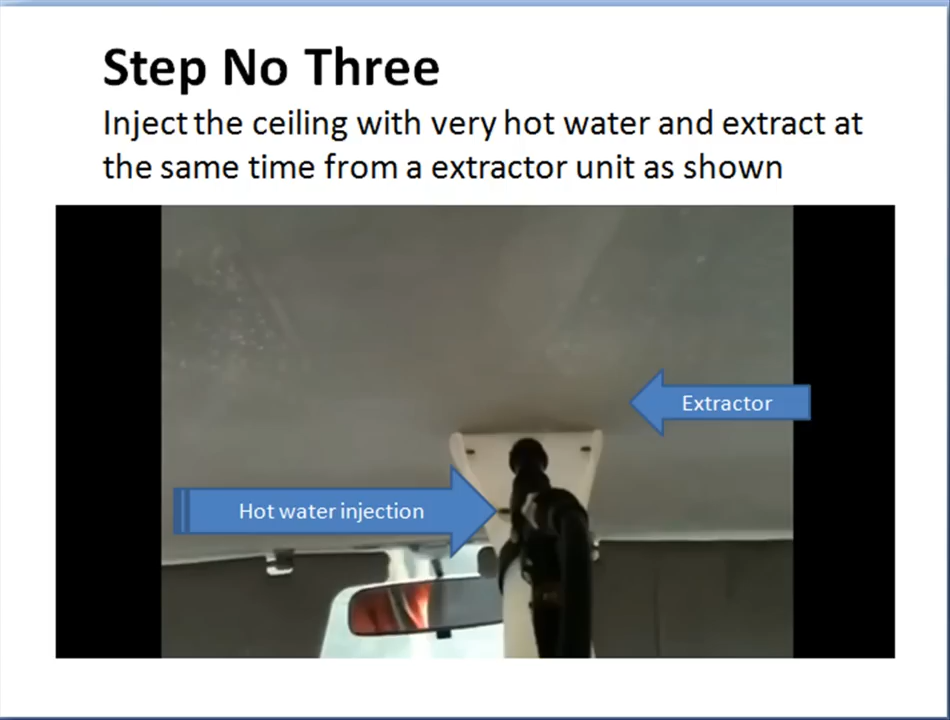 Step No Three
Inject the ceiling with very hot water and extract at
the same time from a extractor unit as shown
Extractor
Hot water injection